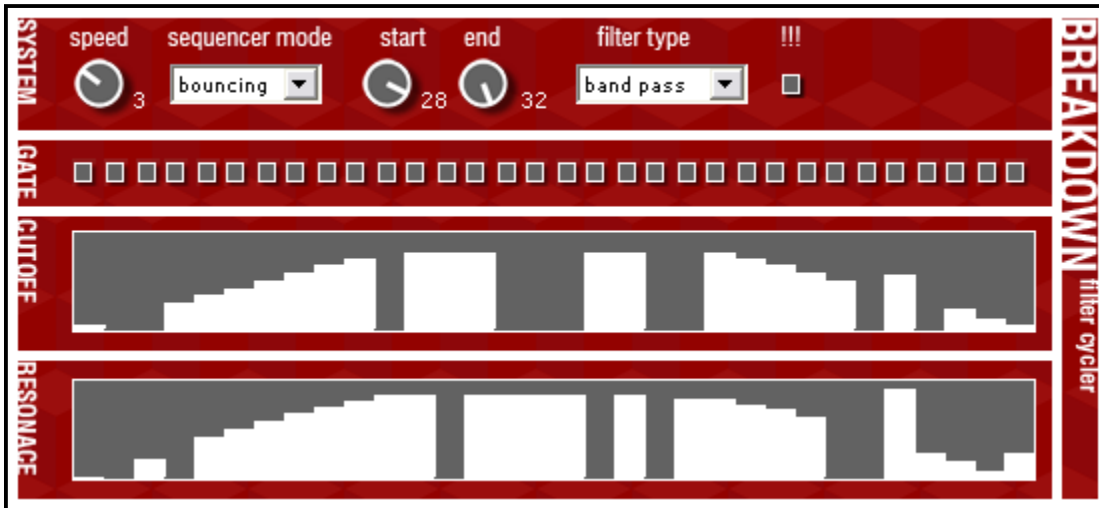 SYSTEM
speed sequencer mode start end filter type !!!
3 bouncing 28 32 band pass
GATE
CUTOFF
RESONACE
BREAKDOWN
filter cycler